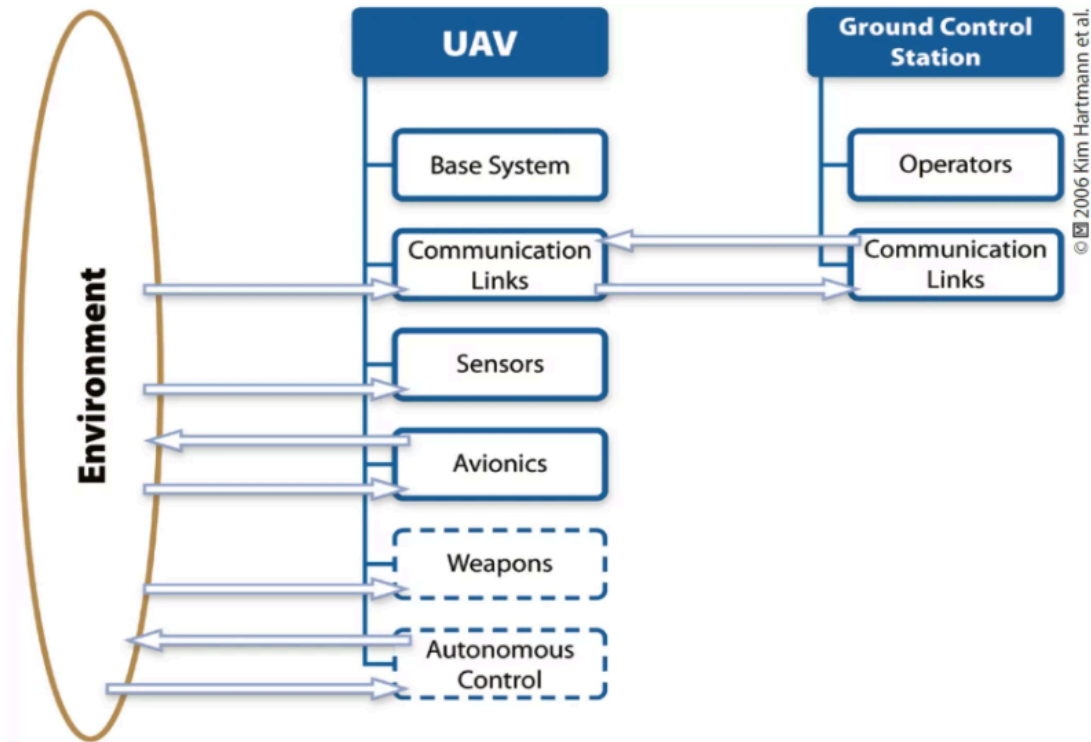 UAV
Ground Control
Station
Base System
Operators
Communication
Links
Communication
Links
Sensors
Avionics
Weapons
Autonomous
Control
Environment
2006 Kim Hartmann et al.